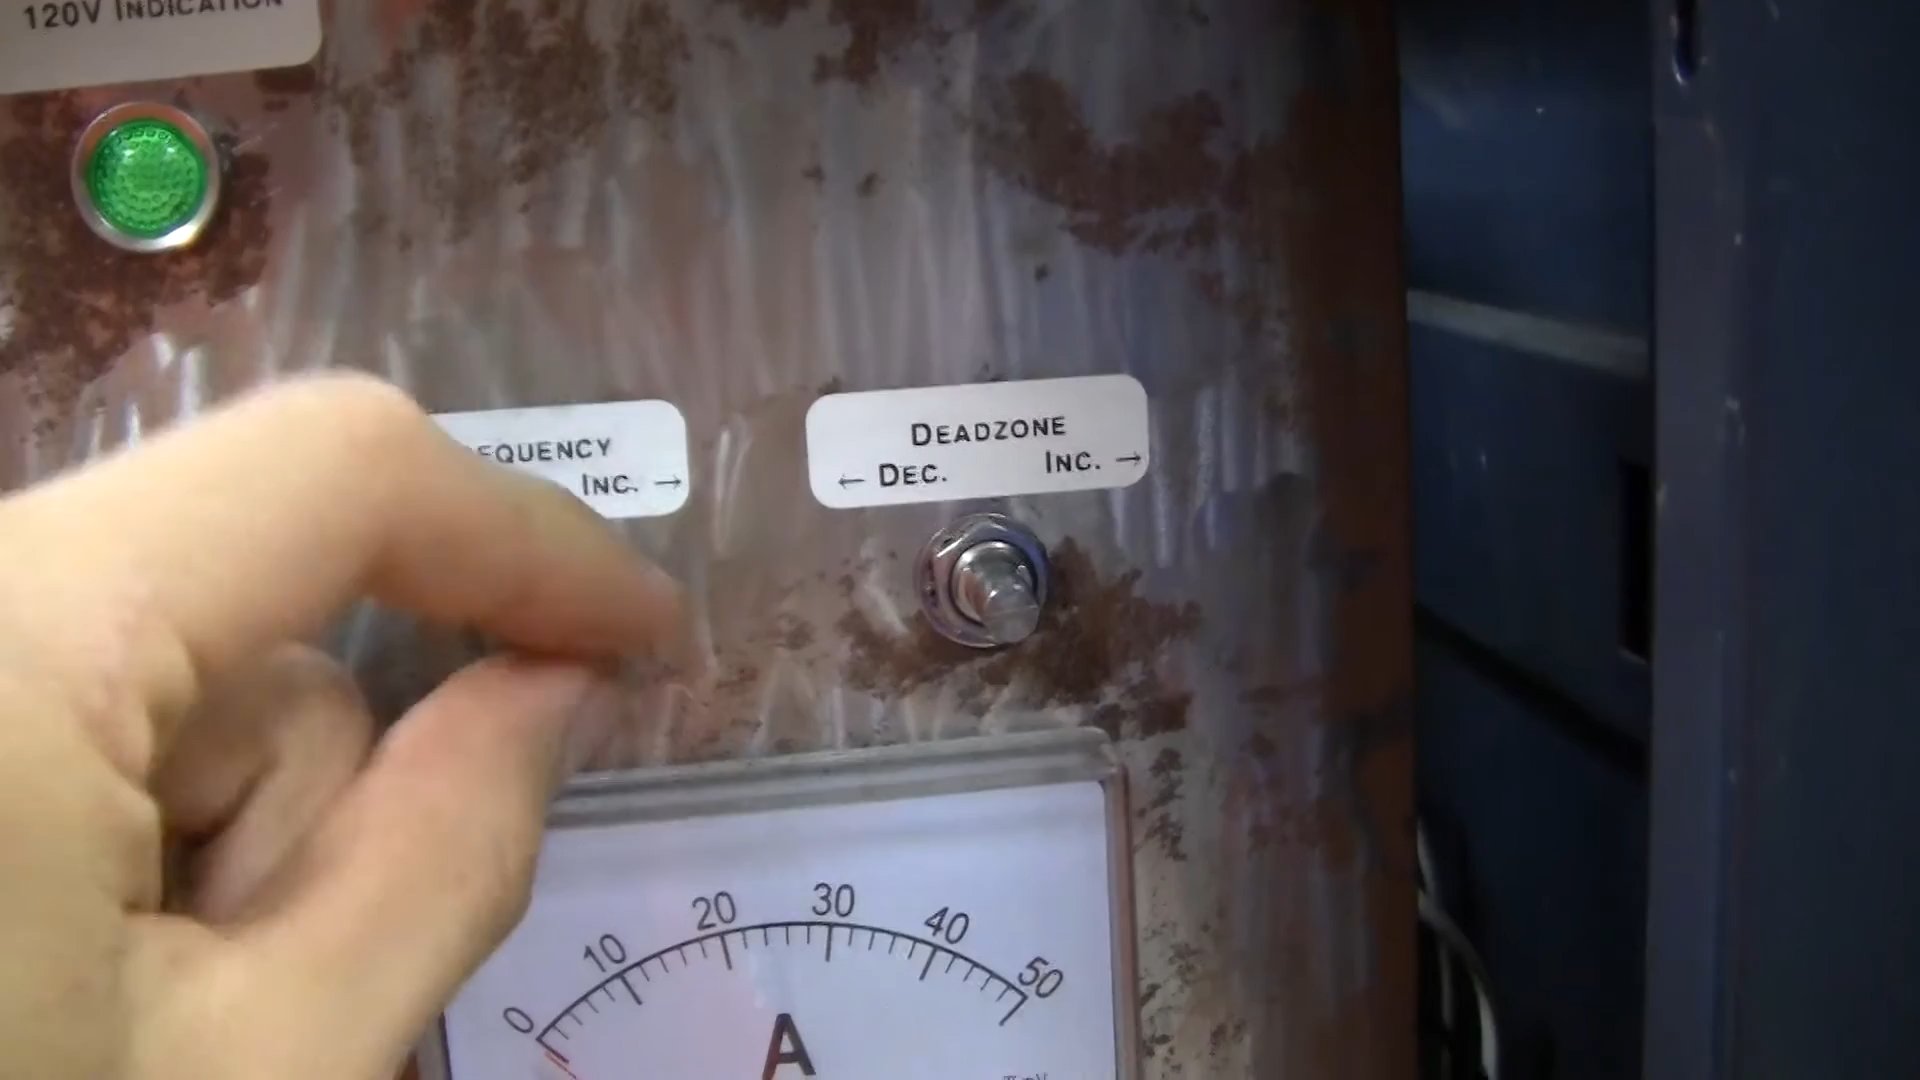 120V INDICATION
EQUENCY
INC. →
DEADZONE
← DEC. INC. →
0 10 20 30 40 50
A